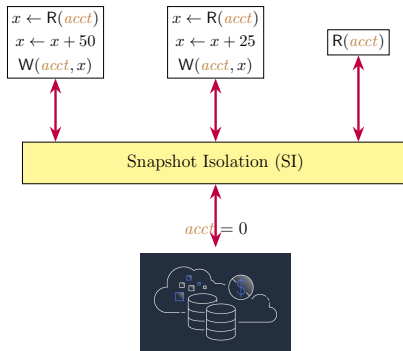 x ← R(acct)
x ← x + 50
W(acct, x)
x ← R(acct)
x ← x + 25
W(acct, x)
R(acct)
Snapshot Isolation (SI)
acct = 0
$